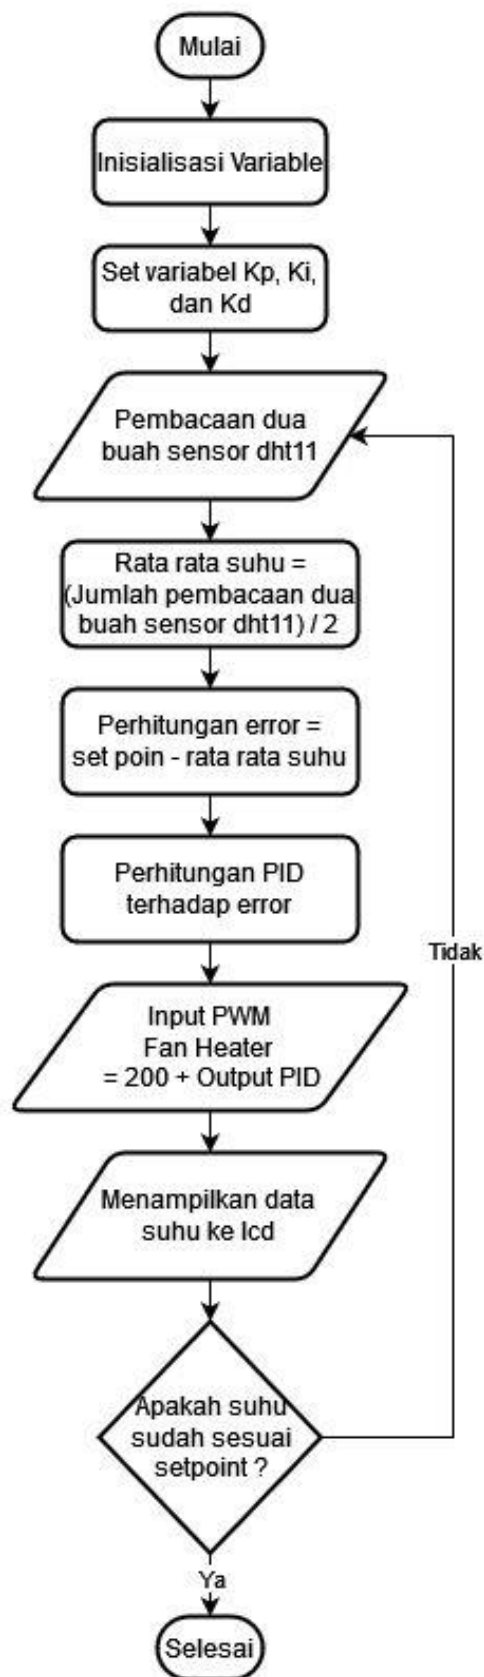 Mulai
Inisialisasi Variable
Set variabel Kp, Ki,
dan Kd
Pembacaan dua
buah sensor dht11
Rata rata suhu =
(Jumlah pembacaan dua
buah sensor dht11) / 2
Perhitungan error =
set poin - rata rata suhu
Perhitungan PID
terhadap error
Tidak
Input PWM
Fan Heater
= 200 + Output PID
Menampilkan data
suhu ke lcd
Apakah suhu
sudah sesuai
setpoint ?
Ya
Selesai